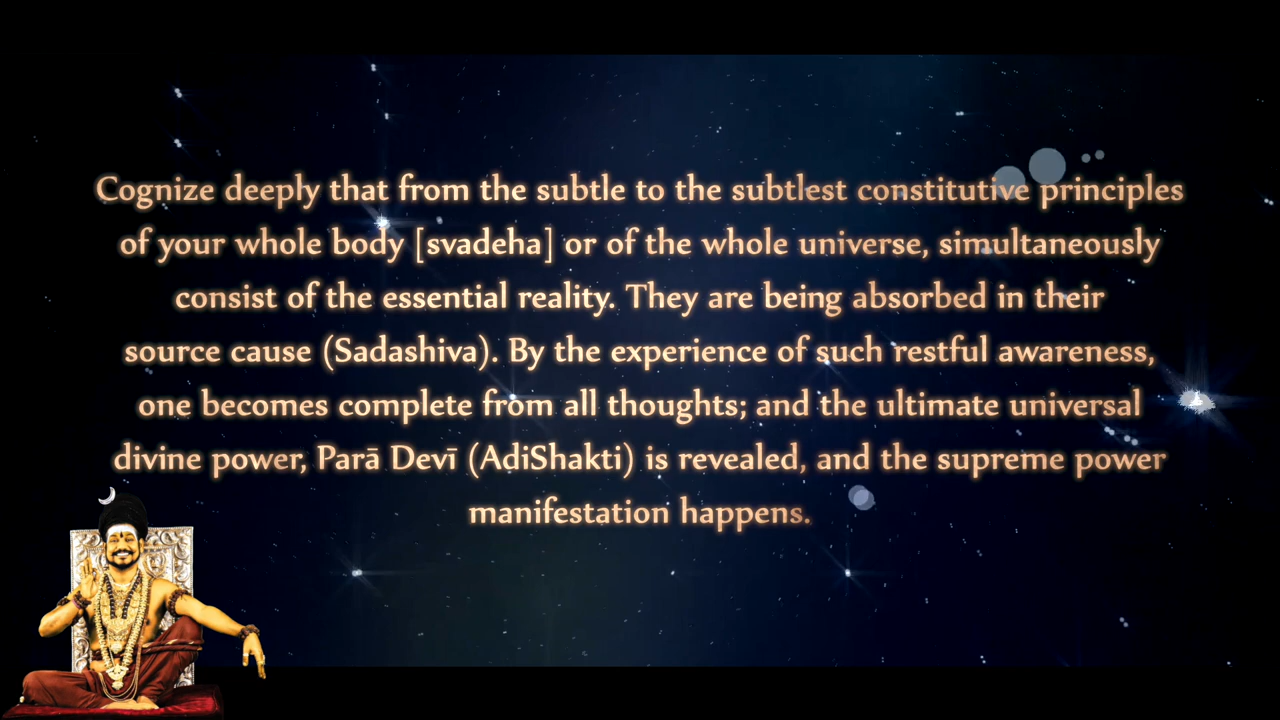 Cognize deeply that from the subtle to the subtlest constitutive principles
of your whole body [svadeha] or of the whole universe, simultaneously
consist of the essential reality. They are being absorbed in their
source cause (Sadashiva). By the experience of such restful awareness,
one becomes complete from all thoughts; and the ultimate universal
divine power, Parā Devī (AdiShakti) is revealed, and the supreme power
manifestation happens.